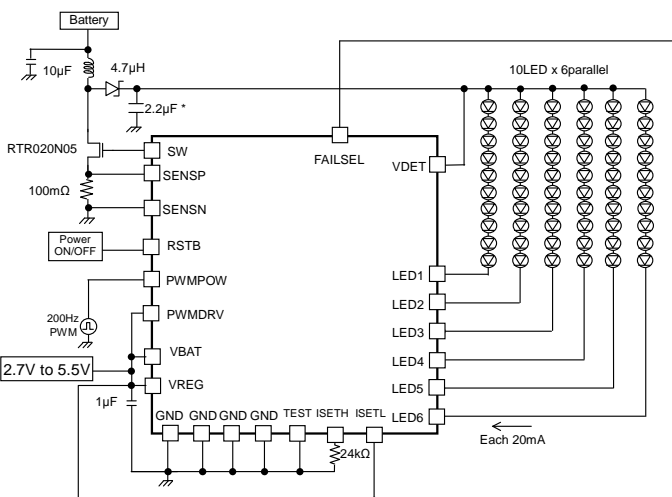 Battery
10µF
4.7µH
10LED x 6parallel
2.2µF *
RTR020N05
SW
FAILSEL
VDET
SENSP
100mΩ
SENSN
Power
ON/OFF
RSTB
PWMPOW
LED1
LED2
200Hz
PWM
PWMDRV
LED3
VBAT
LED4
2.7V to 5.5V
VREG
LED5
1µF
GND GND GND GND TEST ISETH ISETL
LED6
24kΩ
Each 20mA